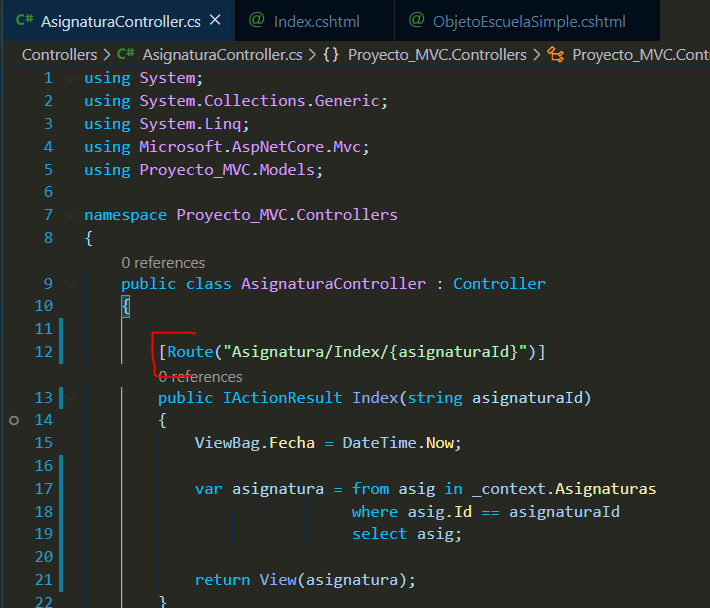 C# AsignaturaController.cs × @ Index.cshtml @ ObjetoEscuelaSimple.cshtml
Controllers > C# AsignaturaController.cs > {} Proyecto_MVC.Controllers > Proyecto_MVC.Cont
1 using System;
2 using System.Collections.Generic;
3 using System.Linq;
4 using Microsoft.AspNetCore.Mvc;
5 using Proyecto_MVC.Models;
6
7 namespace Proyecto_MVC.Controllers
8 {
0 references
9 public class AsignaturaController : Controller
10 {
11
12 [Route("Asignatura/Index/{asignaturaId}")]
0 references
13 public IActionResult Index(string asignaturaId)
14 {
15 ViewBag.Fecha = DateTime.Now;
16
17 var asignatura = from asig in _context.Asignaturas
18 where asig.Id == asignaturaId
19 select asig;
20
21 return View(asignatura);
22 }